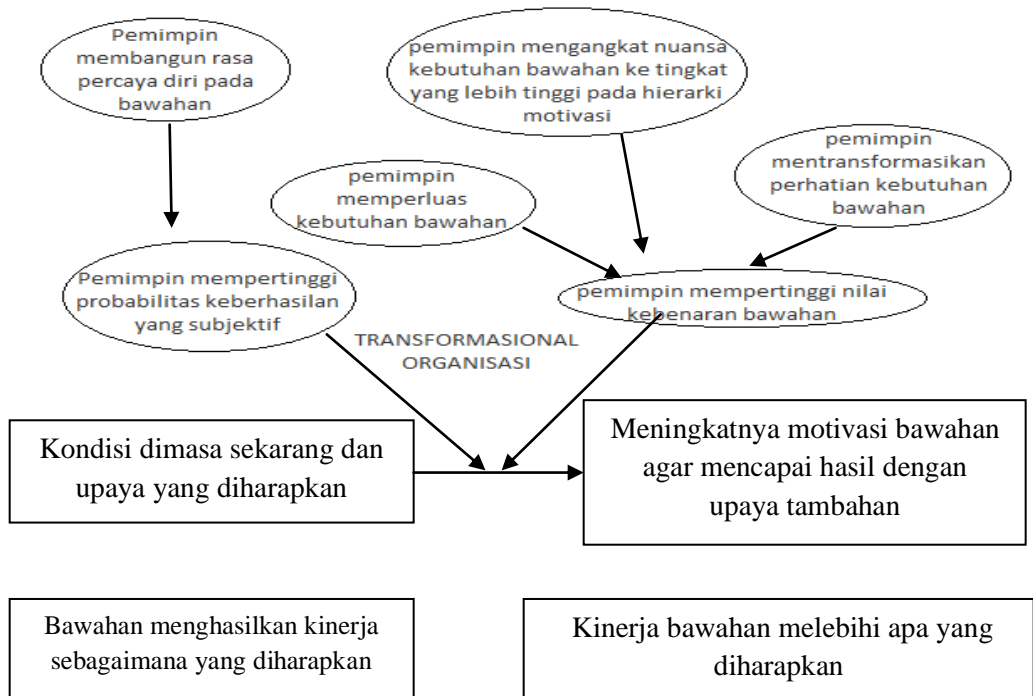 Pemimpin
membangun rasa
percaya diri pada
bawahan
pemimpin mengangkat nuansa
kebutuhan bawahan ke tingkat
yang lebih tinggi pada hierarki
motivasi
pemimpin
mentransformasikan
perhatian kebutuhan
bawahan
pemimpin
memperluas
kebutuhan bawahan
Pemimpin mempertinggi
probabilitas keberhasilan
yang subjektif
pemimpin mempertinggi nilai
kebenaran bawahan
TRANSFORMASIONAL
ORGANISASI
Kondisi dimasa sekarang dan
upaya yang diharapkan
Meningkatnya motivasi bawahan
agar mencapai hasil dengan
upaya tambahan
Bawahan menghasilkan kinerja
sebagaimana yang diharapkan
Kinerja bawahan melebihi apa yang
diharapkan